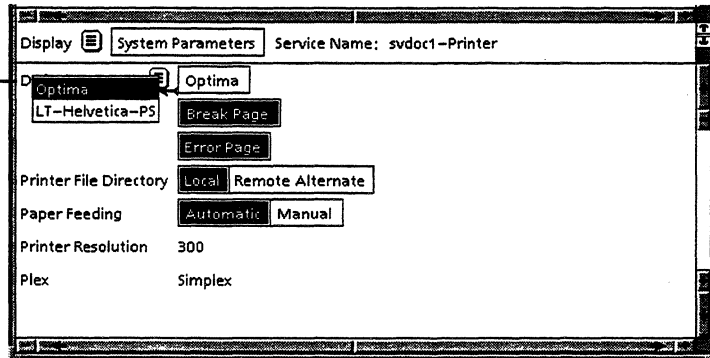 Display System Parameters Service Name: svdoc1-Printer
D Optima
Optima
LT-Helvetica-PS Break Page
Error Page
Printer File Directory Local Remote Alternate
Paper Feeding Automatic Manual
Printer Resolution 300
Plex Simplex